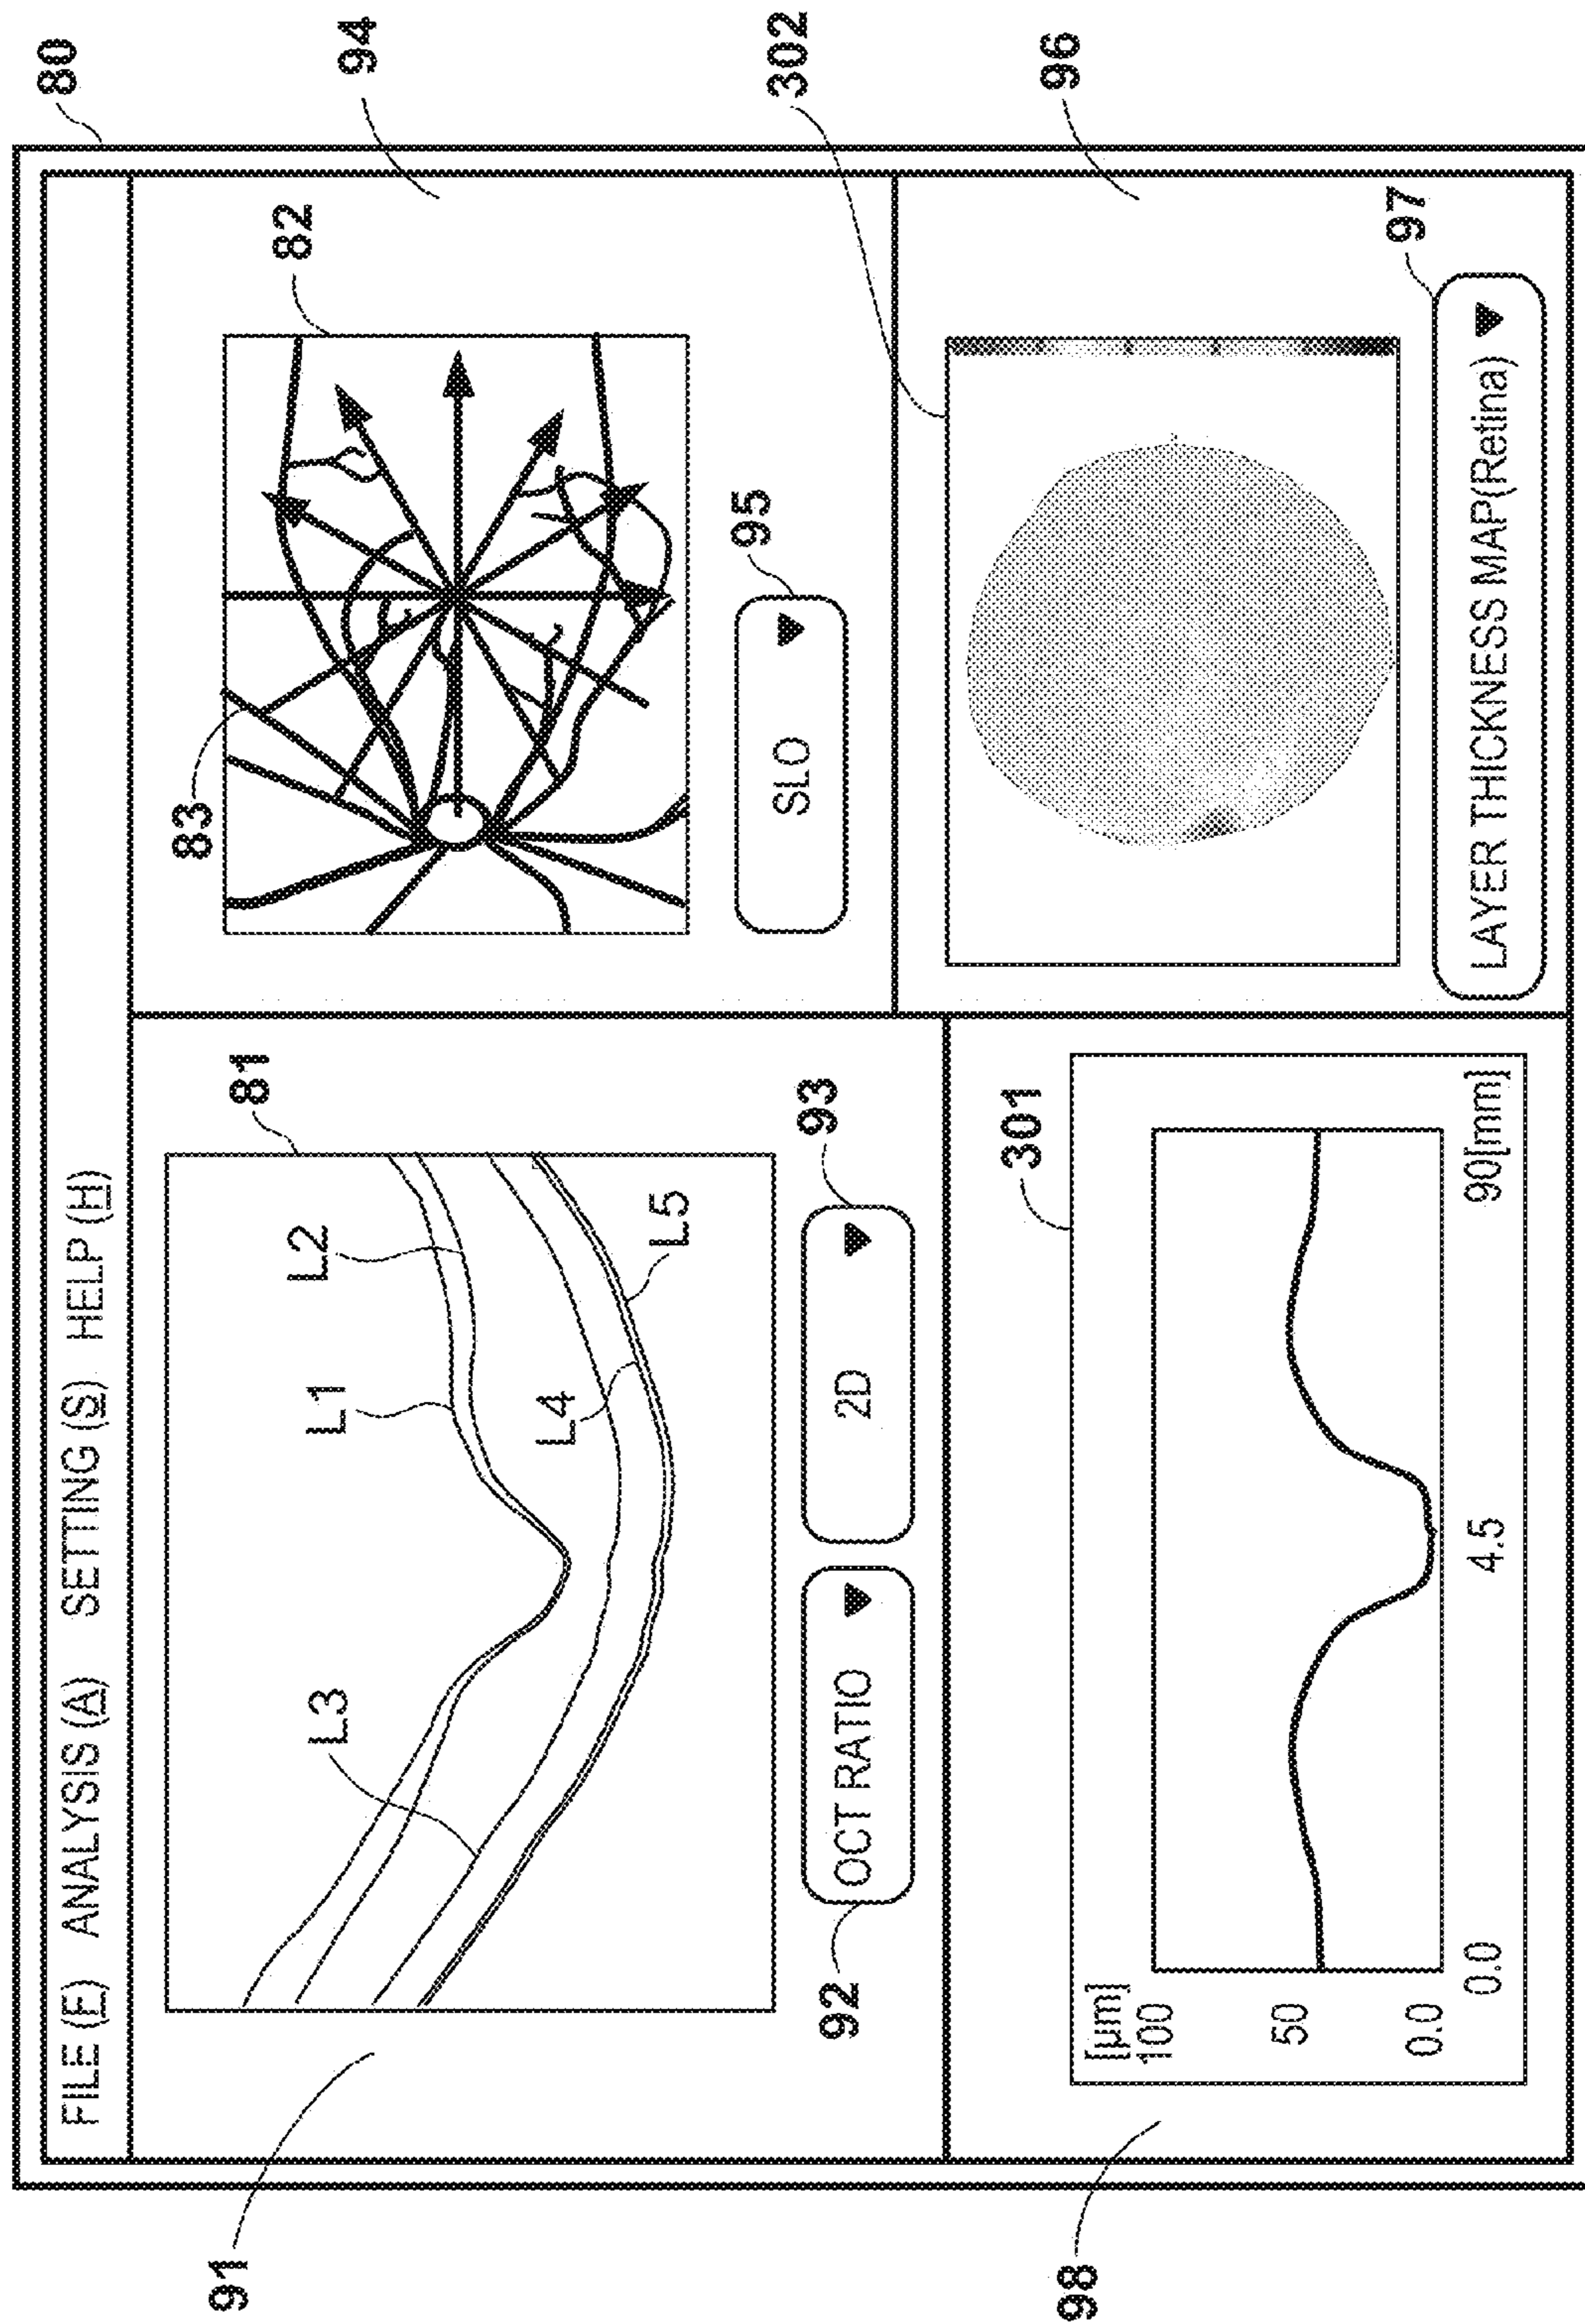 80
FILE (F) ANALYSIS (A) SETTING (S) HELP (H)
91
81
L1
L2
L3
L4
L5
92
OCT RATIO ▼
2D ▼
93
94
82
83
SLO ▼
95
98
301
[μm]
100
50
0.0
0.0 4.5 90[mm]
302
96
LAYER THICKNESS MAP(Retina) ▼
97